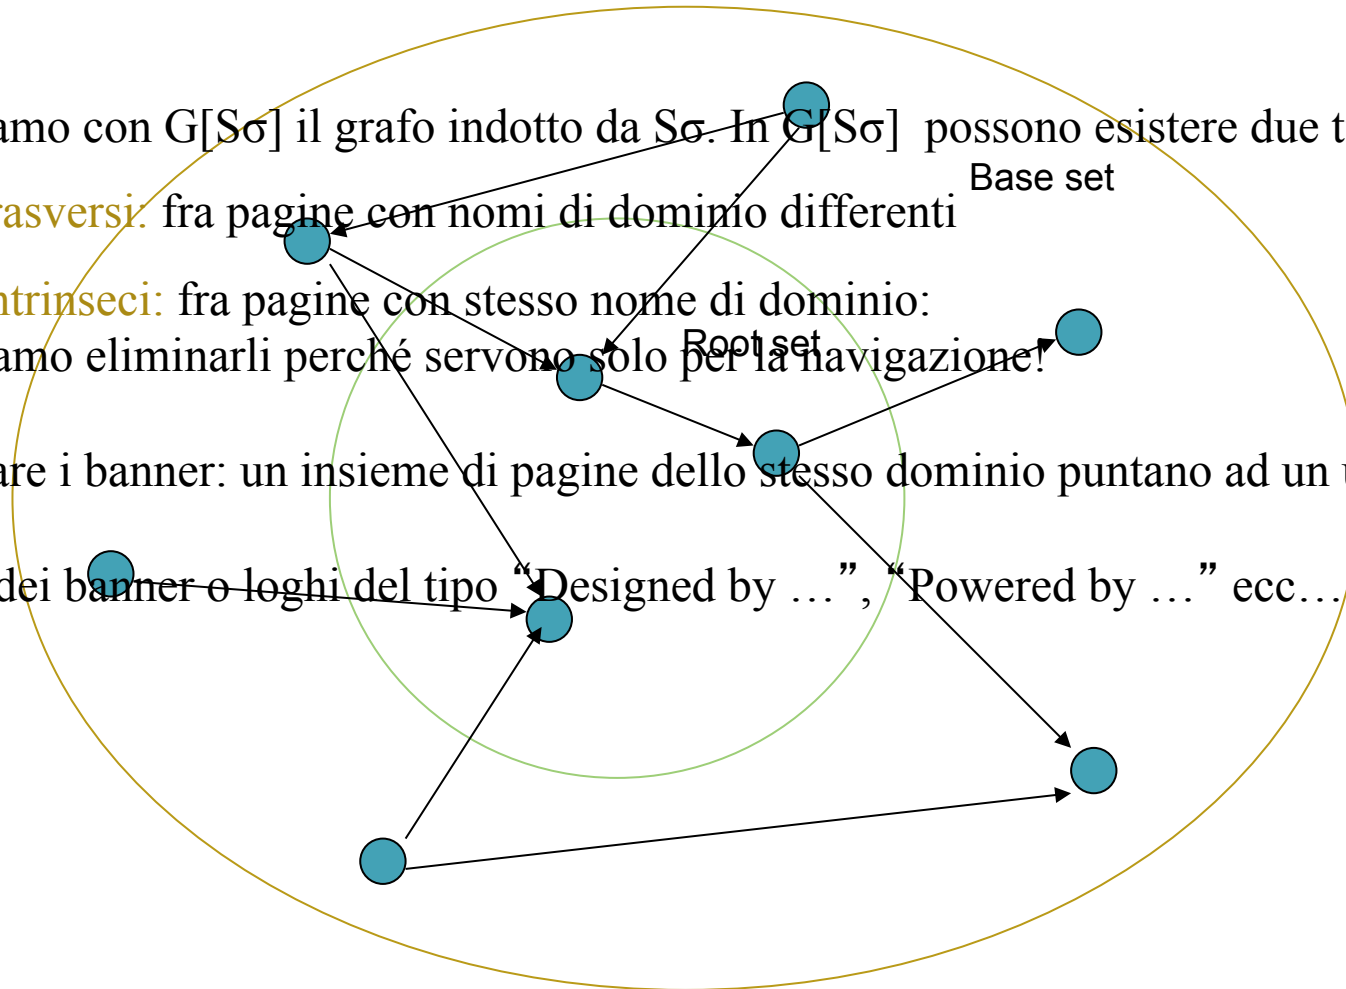 amo con G[Sσ] il grafo indotto da Sσ. In G[Sσ] possono esistere due t
Base set
rasversi: fra pagine con nomi di dominio differenti
ntrinseci: fra pagine con stesso nome di dominio:
Root set
amo eliminarli perché servono solo per la navigazione!
are i banner: un insieme di pagine dello stesso dominio puntano ad un u
dei banner o loghi del tipo “Designed by …”, “Powered by …” ecc…